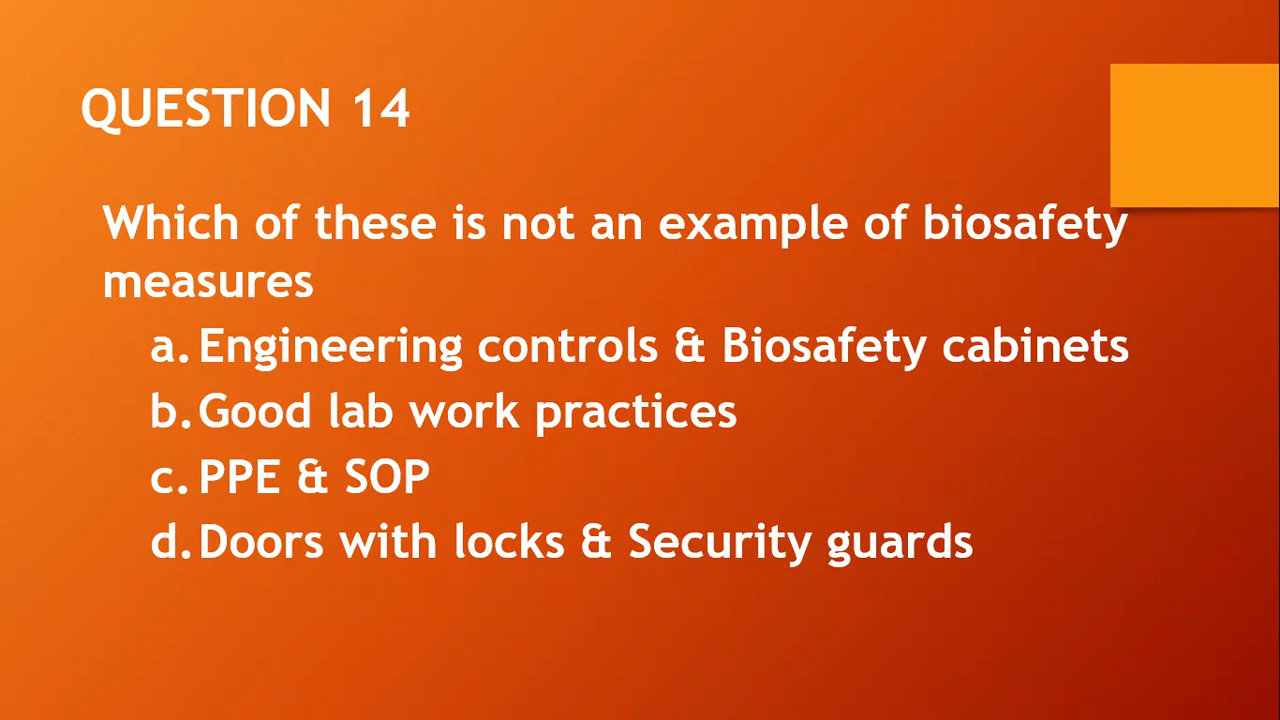 QUESTION 14
Which of these is not an example of biosafety
measures
a. Engineering controls & Biosafety cabinets
b. Good lab work practices
c. PPE & SOP
d. Doors with locks & Security guards